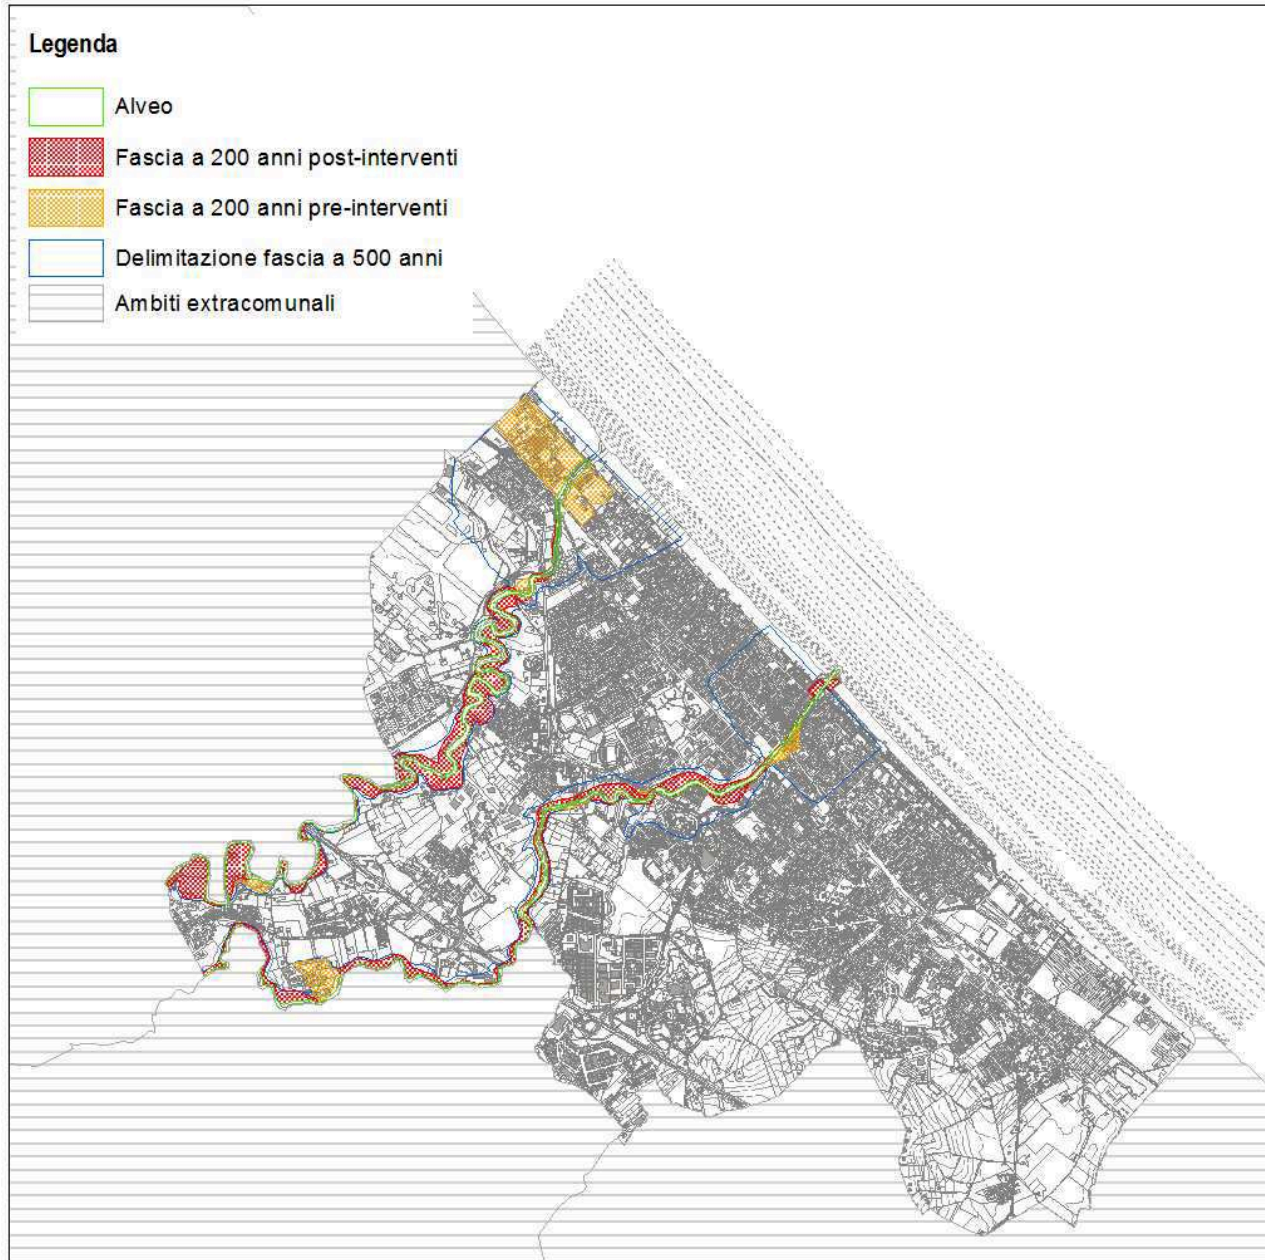 Legenda
Alveo
Fascia a 200 anni post-interventi
Fascia a 200 anni pre-interventi
Delimitazione fascia a 500 anni
Ambiti extracomunali